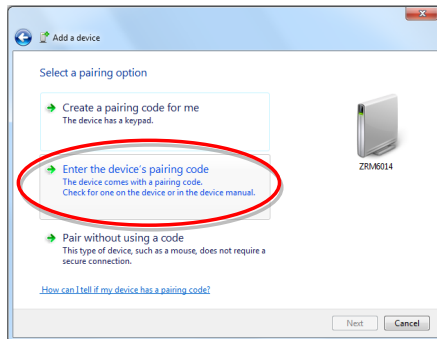 Add a device
Select a pairing option
Create a pairing code for me
The device has a keypad.
ZRM6014
Enter the device's pairing code
The device comes with a pairing code.
Check for one on the device or in the device manual.
Pair without using a code
This type of device, such as a mouse, does not require a
secure connection.
How can I tell if my device has a pairing code?
Next Cancel